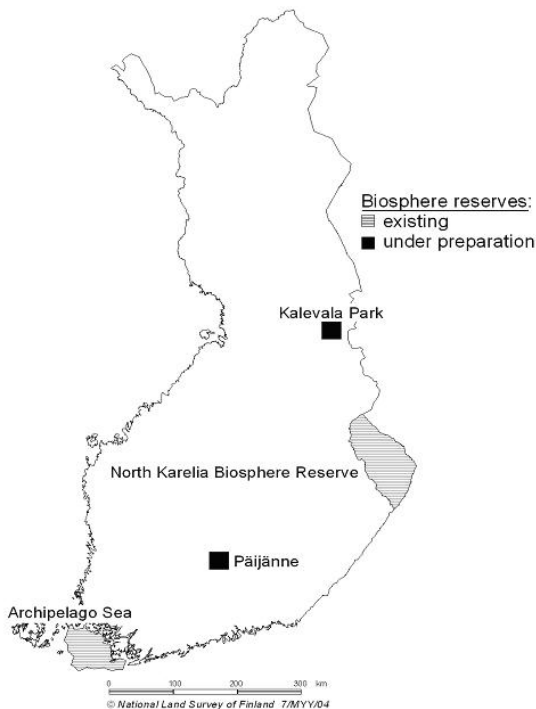 Biosphere reserves:
existing
under preparation
Kalevala Park
North Karelia Biosphere Reserve
Päijänne
Archipelago Sea
0 100 200 300 km
© National Land Survey of Finland 7/MYY/04